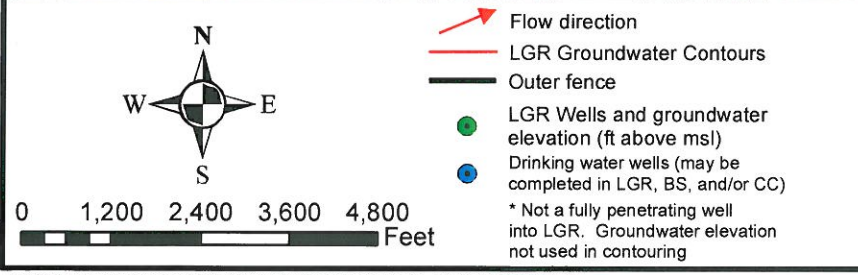 N
W E
S
0 1,200 2,400 3,600 4,800
Feet
Flow direction
LGR Groundwater Contours
Outer fence
LGR Wells and groundwater
elevation (ft above msl)
Drinking water wells (may be
completed in LGR, BS, and/or CC)
* Not a fully penetrating well
into LGR. Groundwater elevation
not used in contouring